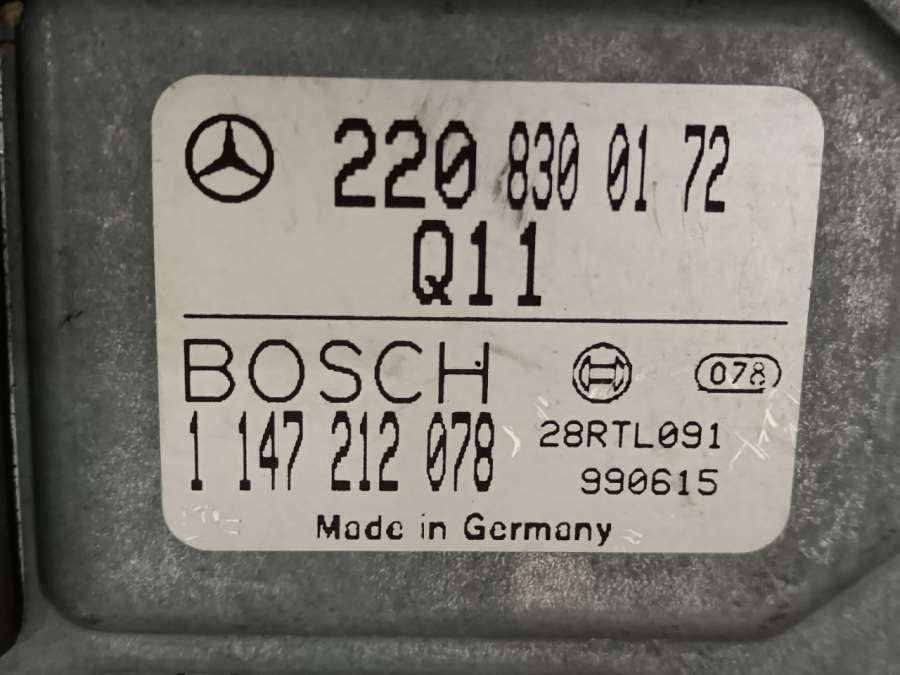 220 830 01 72
Q11
BOSCH 078
1 147 212 078 28RTL091
990615
Made in Germany